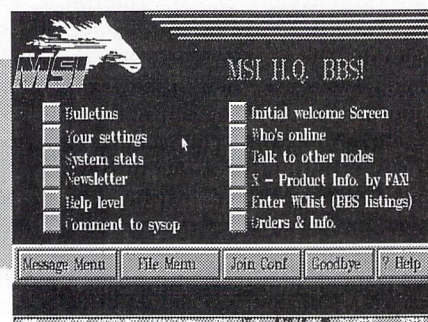 MSI
MSI H.Q. BBS!
Bulletins
Your settings
System stats
Newsletter
Help level
Comment to sysop
Initial welcome Screen
Who's online
Talk to other nodes
X - Product Info. by FAX!
Enter WClist (BBS listings)
Orders & Info.
Message Menu
File Menu
Join Conf
Goodbye
? Help